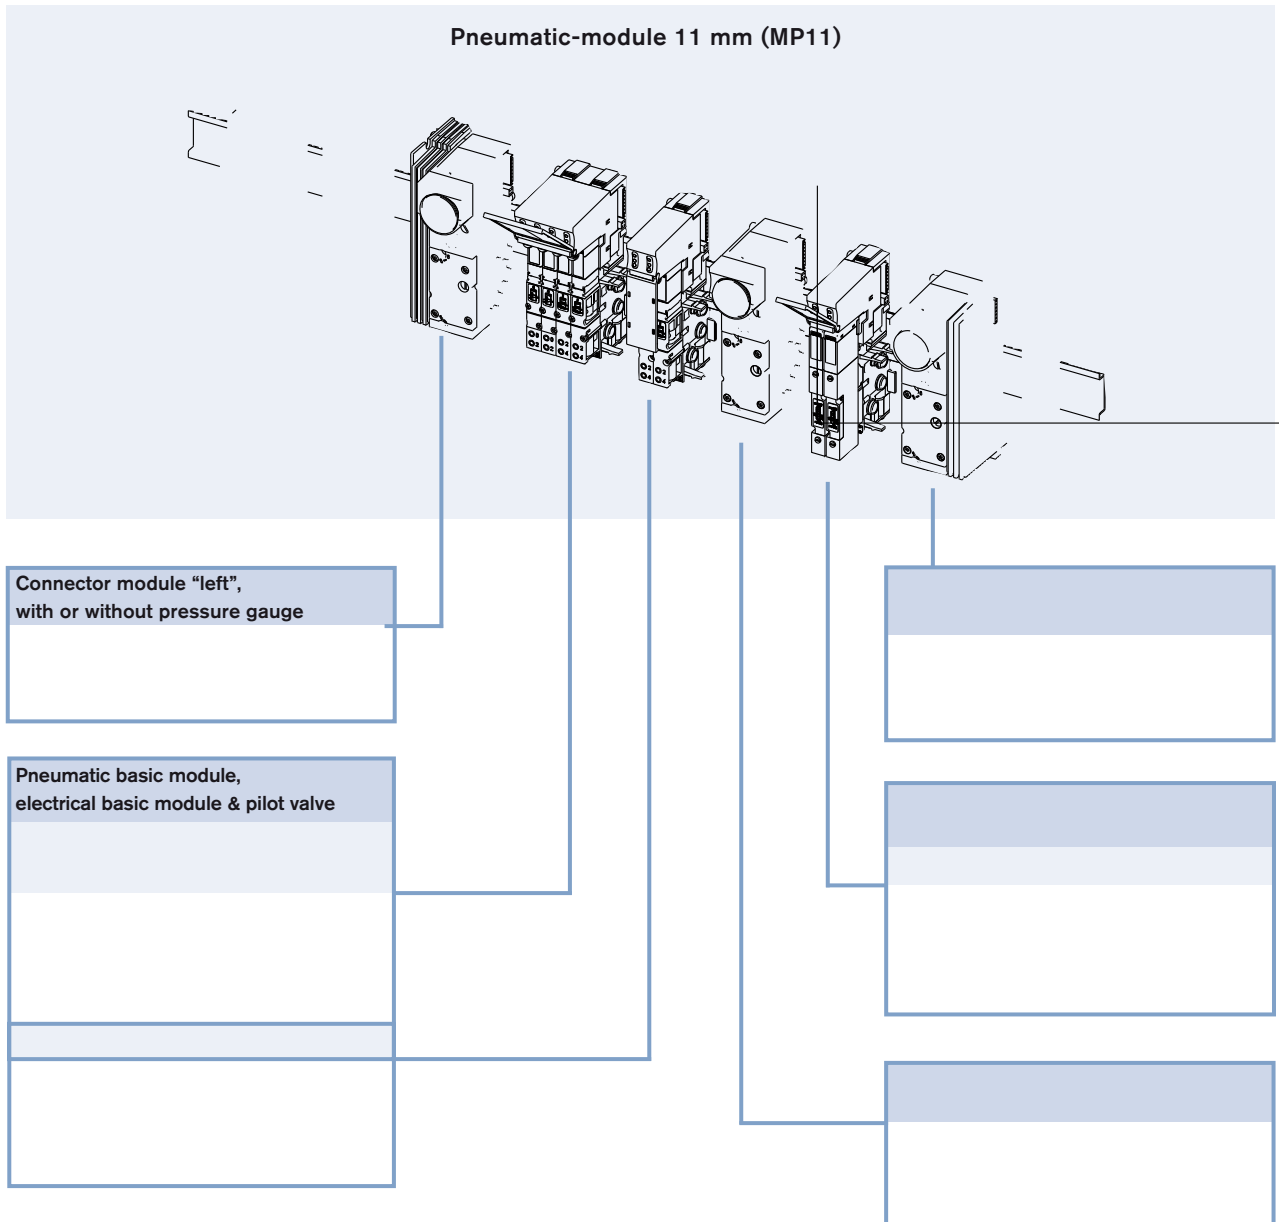 Pneumatic-module 11 mm (MP11)
Connector module “left”,
with or without pressure gauge
Pneumatic basic module,
electrical basic module & pilot valve